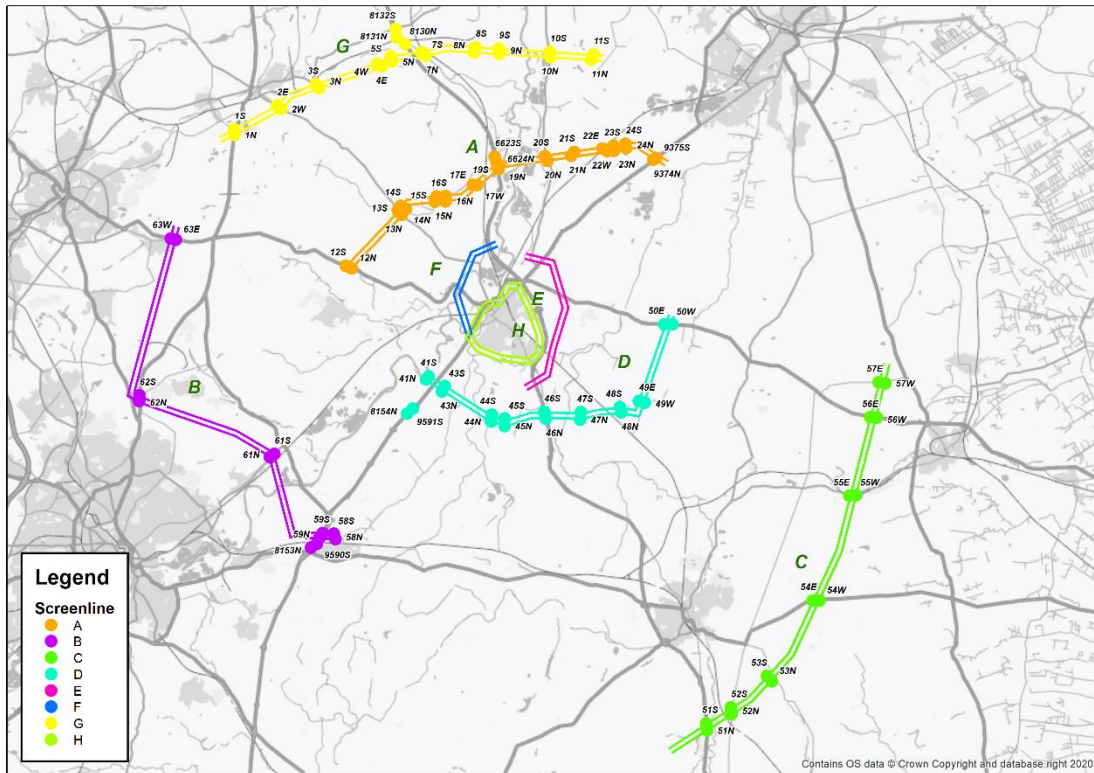 8132S
8131N
8130N
G
5S
7S
8S
9S
10S
11S
8N
9N
4W
5N
3S
4E
7N
10N
11N
3N
2E
2W
1S
1N
A
6623S
20S
21S
22E
23S
24S
9375S
6624N
24N
17E
19S
19N
20N
21N
22W
23N
9374N
14S
15S
16S
17W
16N
13S
14N
15N
13N
63W
63E
12S
12N
F
E
H
50E
50W
D
41S
41N
43S
43N
57E
57W
62S
62N
B
44S
45S
46S
47S
48S
49E
49W
56E
56W
8154N
9591S
44N
45N
46N
47N
48N
61S
61N
55E
55W
59S
58S
59N
58N
8153N
9590S
C
54E
54W
53S
53N
52S
52N
51S
51N
Legend
Screenline
A
B
C
D
E
F
G
H
Contains OS data © Crown Copyright and database right 2020